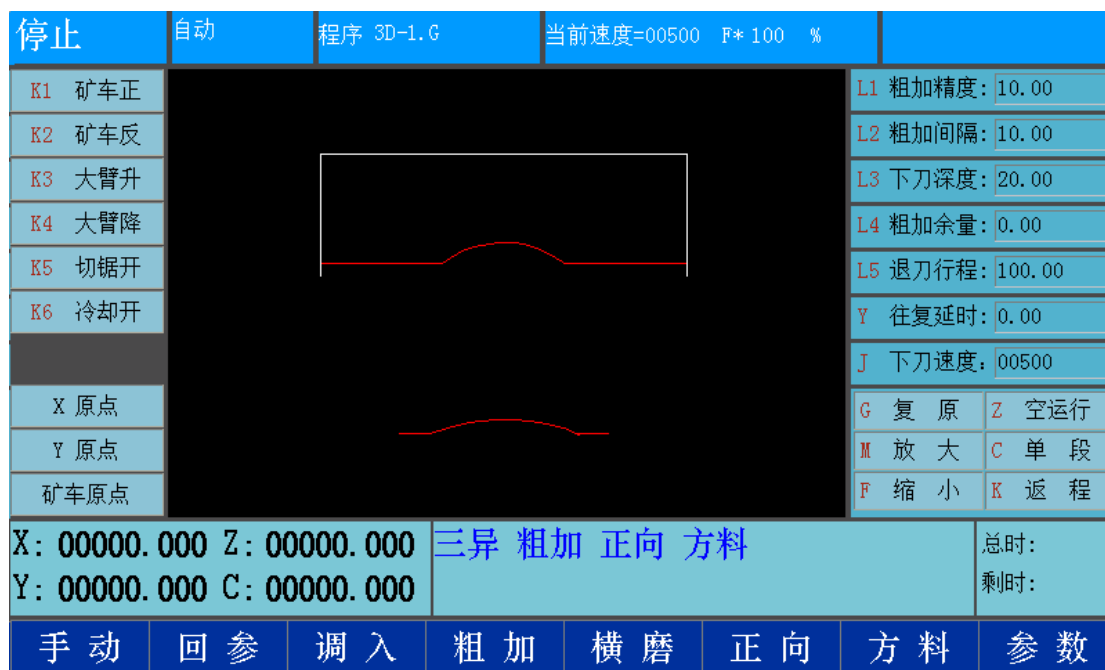 停止 自动 程序 3D-1.G 当前速度=00500 F*100 %
K1 矿车正
K2 矿车反
K3 大臂升
K4 大臂降
K5 切锯开
K6 冷却开
X 原点
Y 原点
矿车原点
L1 粗加精度: 10.00
L2 粗加间隔: 10.00
L3 下刀深度: 20.00
L4 粗加余量: 0.00
L5 退刀行程: 100.00
Y 往复延时: 0.00
J 下刀速度: 00500
G 复 原 Z 空运行
M 放 大 C 单 段
F 缩 小 K 返 程
X: 00000.000 Z: 00000.000
Y: 00000.000 C: 00000.000
三异 粗加 正向 方料
总时:
剩时:
手 动 回 参 调 入 粗 加 横 磨 正 向 方 料 参 数